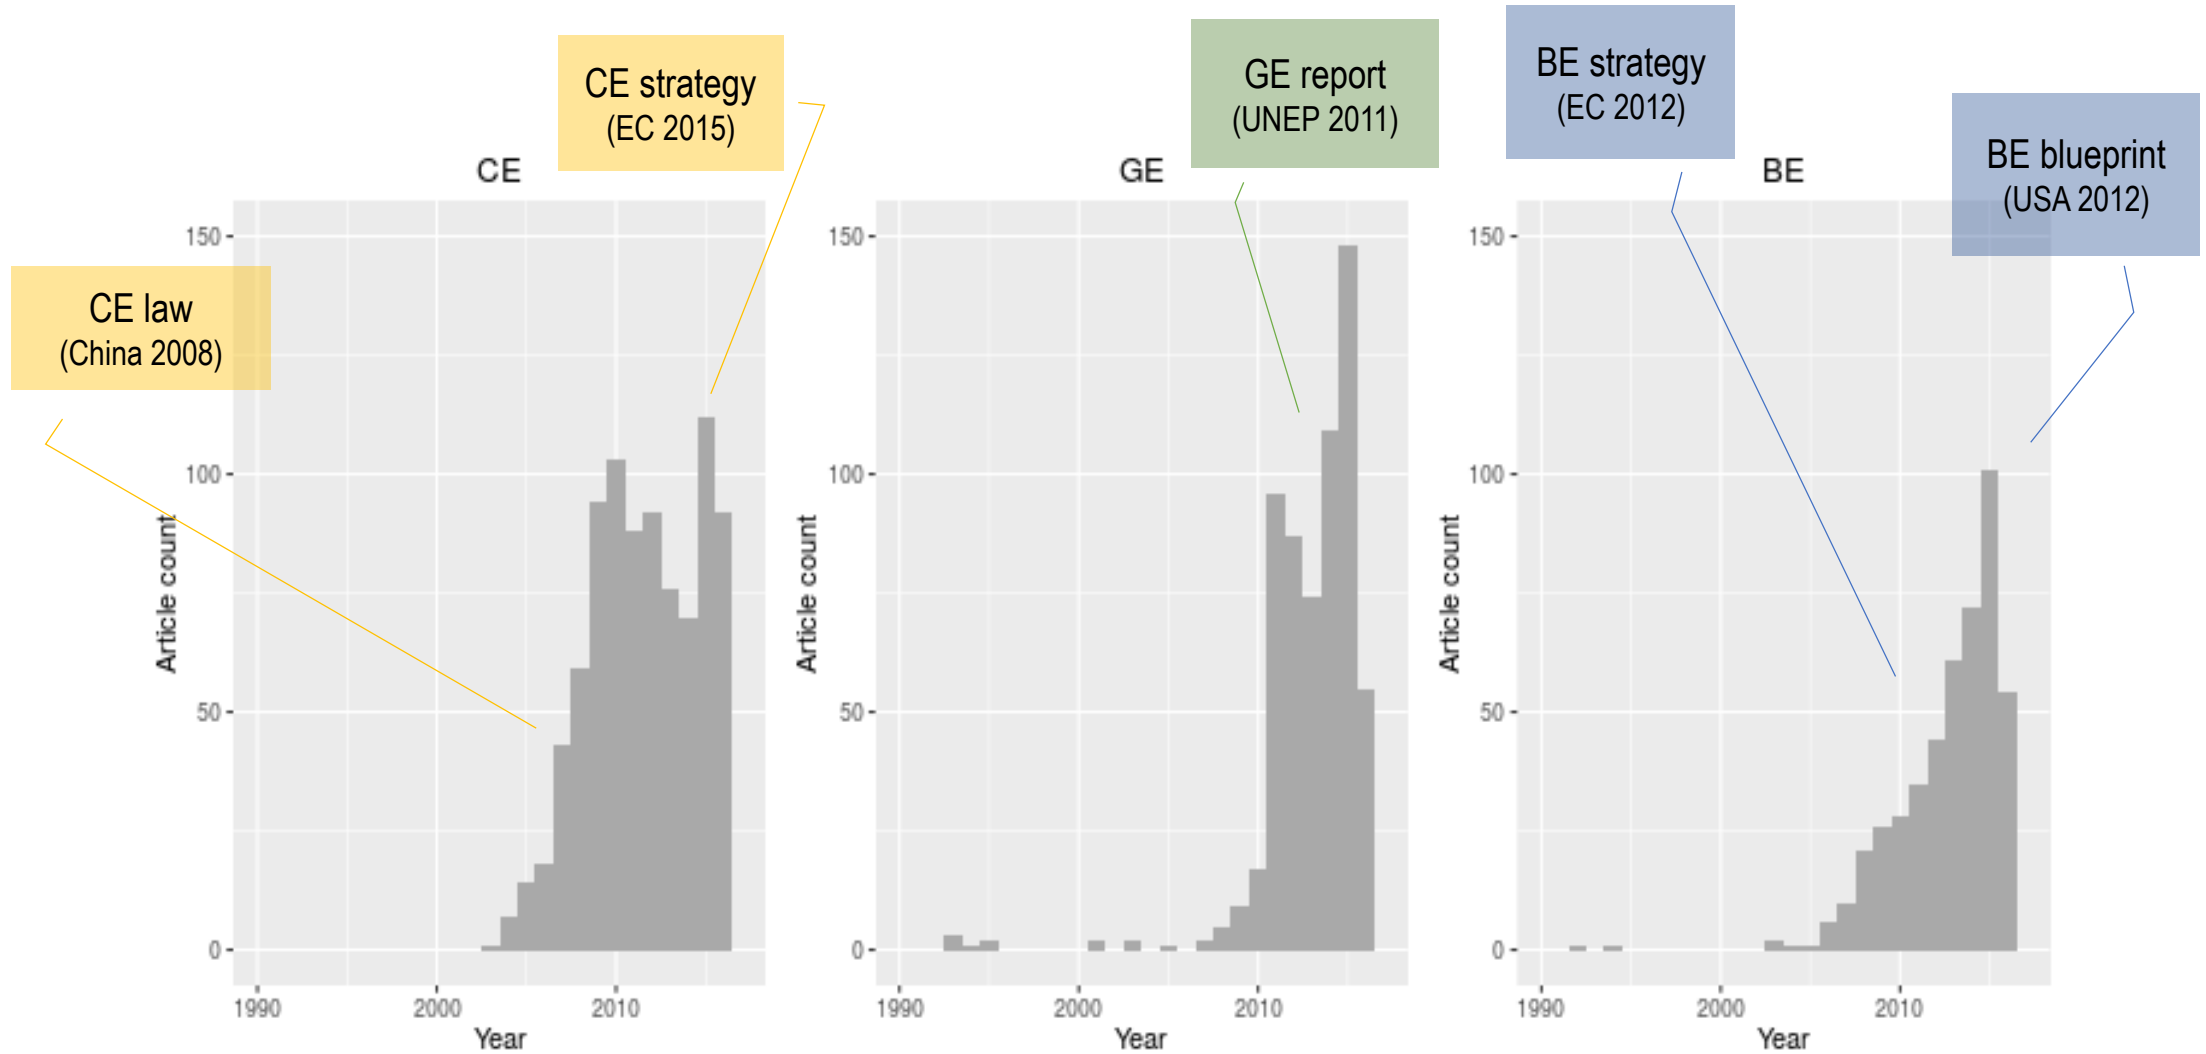 CE strategy
(EC 2015)
GE report
(UNEP 2011)
BE strategy
(EC 2012)
BE blueprint
(USA 2012)
CE law
(China 2008)
CE
150
100
50
0
Article count
1990 2000 2010
Year
GE
150
100
50
0
Article count
1990 2000 2010
Year
BE
150
100
50
0
Article count
1990 2000 2010
Year